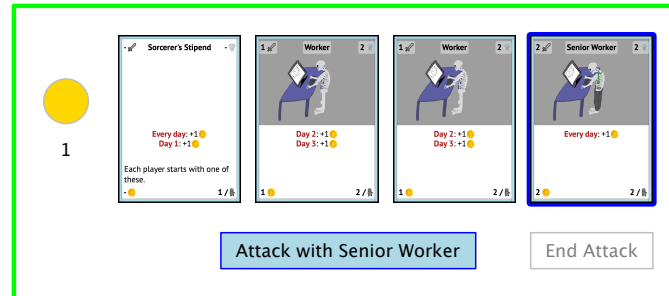 1
- Sorcerer's Stipend -
Every day: +1
Day 1: +1
Each player starts with one of
these.
- 1 /
1 Worker 2
Day 2: +1
Day 3: +1
1 2 /
1 Worker 2
Day 2: +1
Day 3: +1
1 2 /
2 Senior Worker 2
Every day: +1
2 2 /
Attack with Senior Worker
End Attack